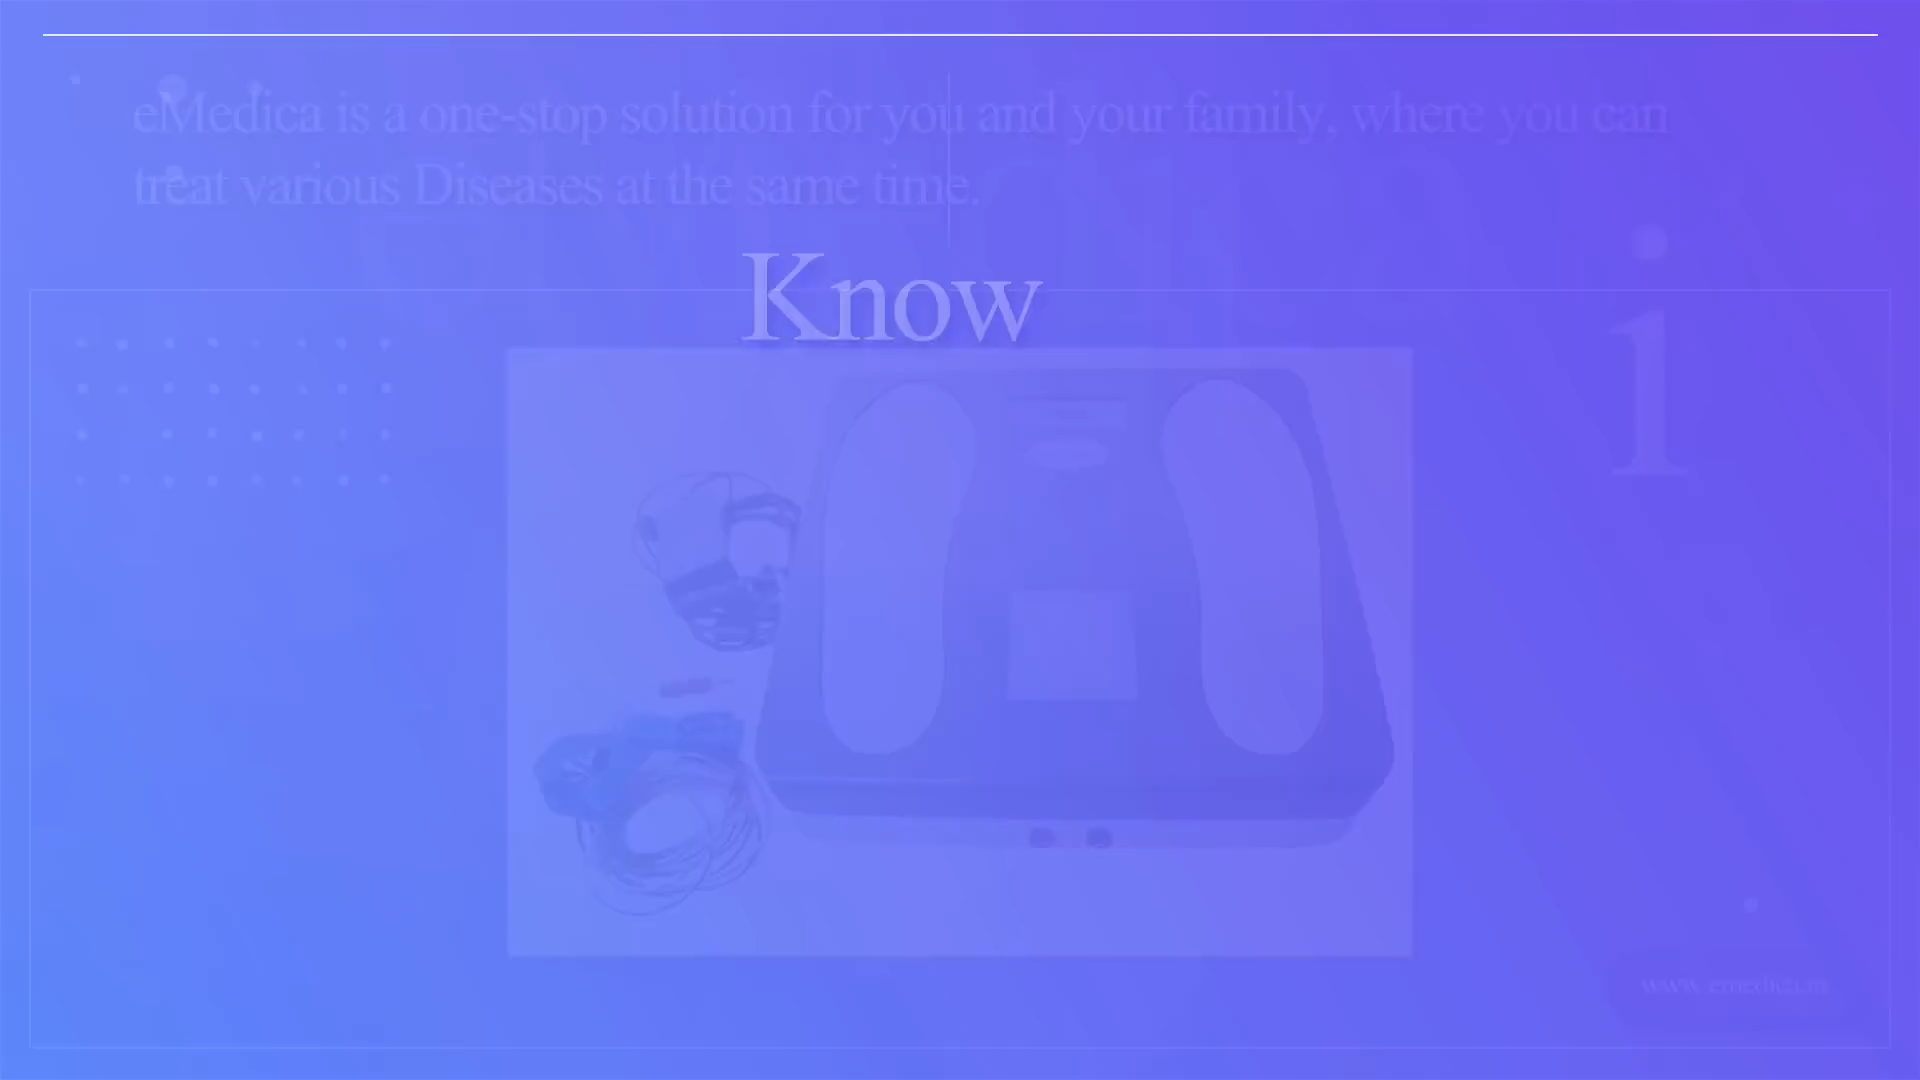 eMedica is a one-stop solution for you and your family, where you can
treat various Diseases at the same time.
Know
i